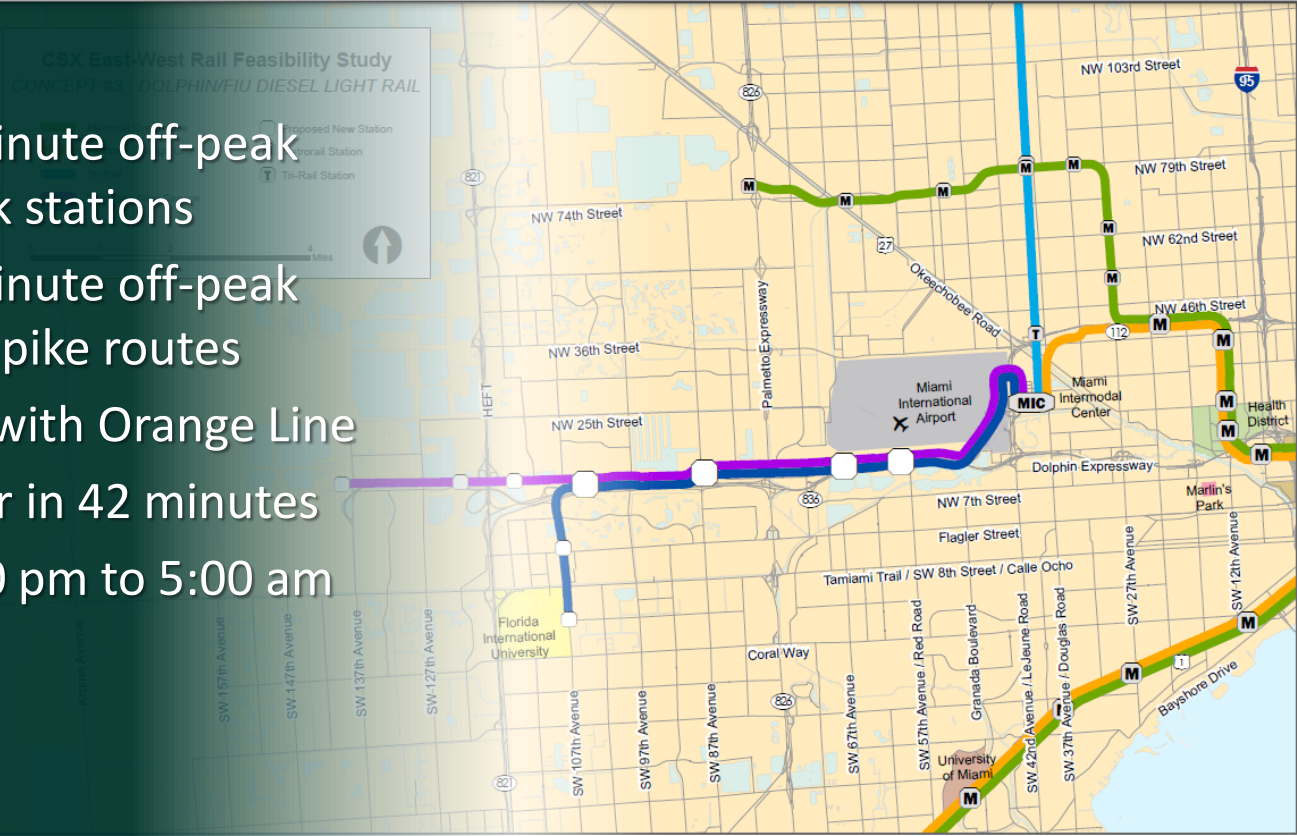 CSX East-West Rail Feasibility Study
CONCEPT #3 - DOLPHIN/FIU DIESEL LIGHT RAIL
Proposed New Station
Metrorail Station
T Tri-Rail Station
4
Miles
inute off-peak
k stations
inute off-peak
pike routes
with Orange Line
r in 42 minutes
0 pm to 5:00 am
NW 103rd Street
95
826
821
NW 79th Street
M
M
M
M
M
NW 74th Street
M
NW 62nd Street
27
Okeechobee Road
M
NW 46th Street
M
112
T
M
Palmetto Expressway
NW 36th Street
HEFT
Miami
International
Airport
MIC
Miami
Intermodal
Center
M
Health
District
M
M
NW 25th Street
Dolphin Expressway
836
NW 7th Street
Marlin's
Park
Flagler Street
Tamiami Trail / SW 8th Street / Calle Ocho
SW 27th Avenue
SW 12th Avenue
Florida
International
University
M
Coral Way
M
1
Bayshore Drive
826
SW 157th Avenue
SW 147th Avenue
SW 137th Avenue
SW 127th Avenue
SW 107th Avenue
SW 97th Avenue
SW 87th Avenue
SW 67th Avenue
SW 57th Avenue / Red Road
Granada Boulevard
SW 42nd Avenue / LeJeune Road
SW 37th Avenue / Douglas Road
821
University
of Miami
M